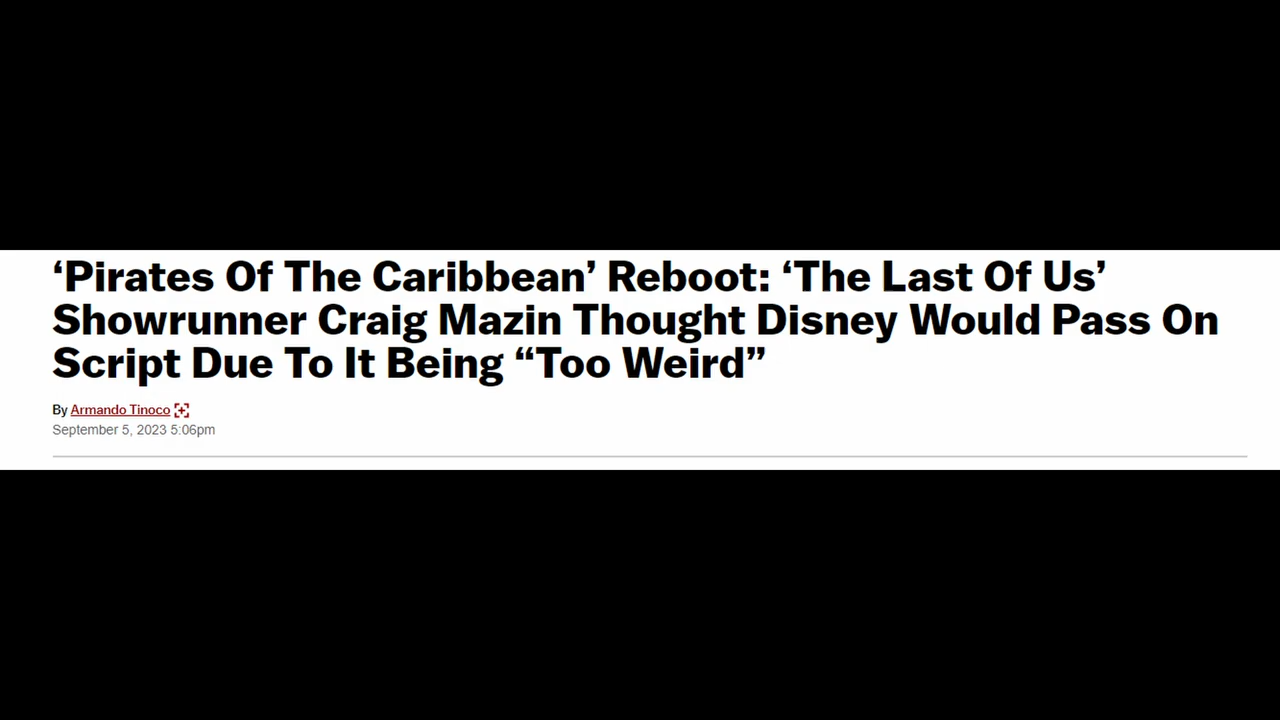 ‘Pirates Of The Caribbean’ Reboot: ‘The Last Of Us’
Showrunner Craig Mazin Thought Disney Would Pass On
Script Due To It Being “Too Weird”
By Armando Tinoco
September 5, 2023 5:06pm